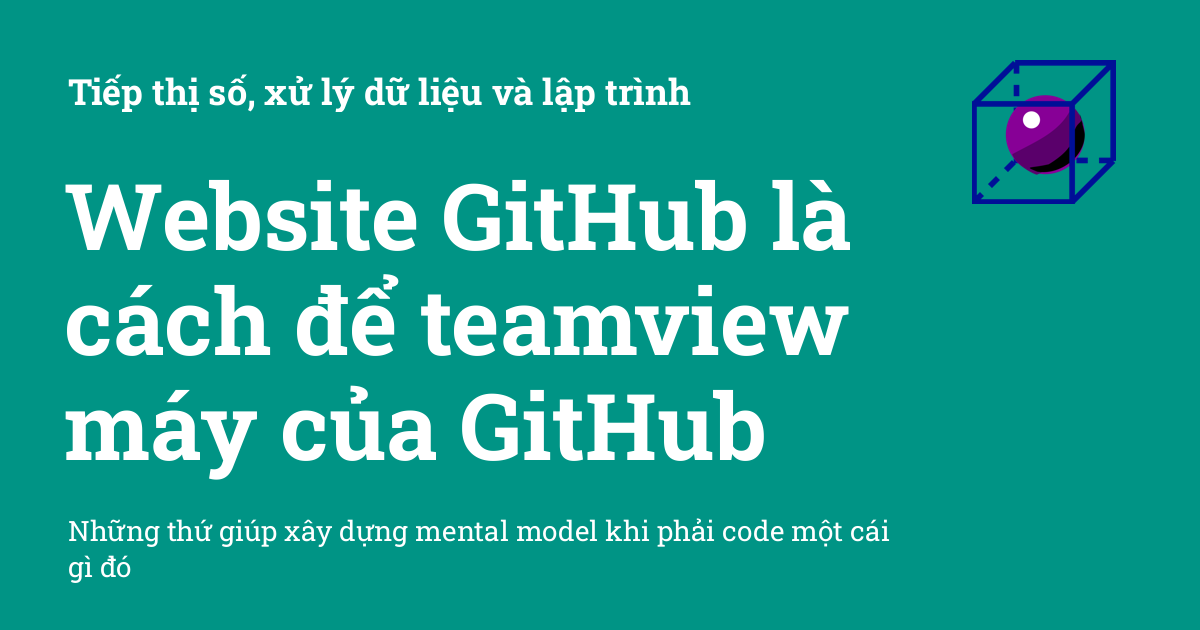 Tiếp thị số, xử lý dữ liệu và lập trình
Website GitHub là
cách để teamview
máy của GitHub
Những thứ giúp xây dựng mental model khi phải code một cái
gì đó